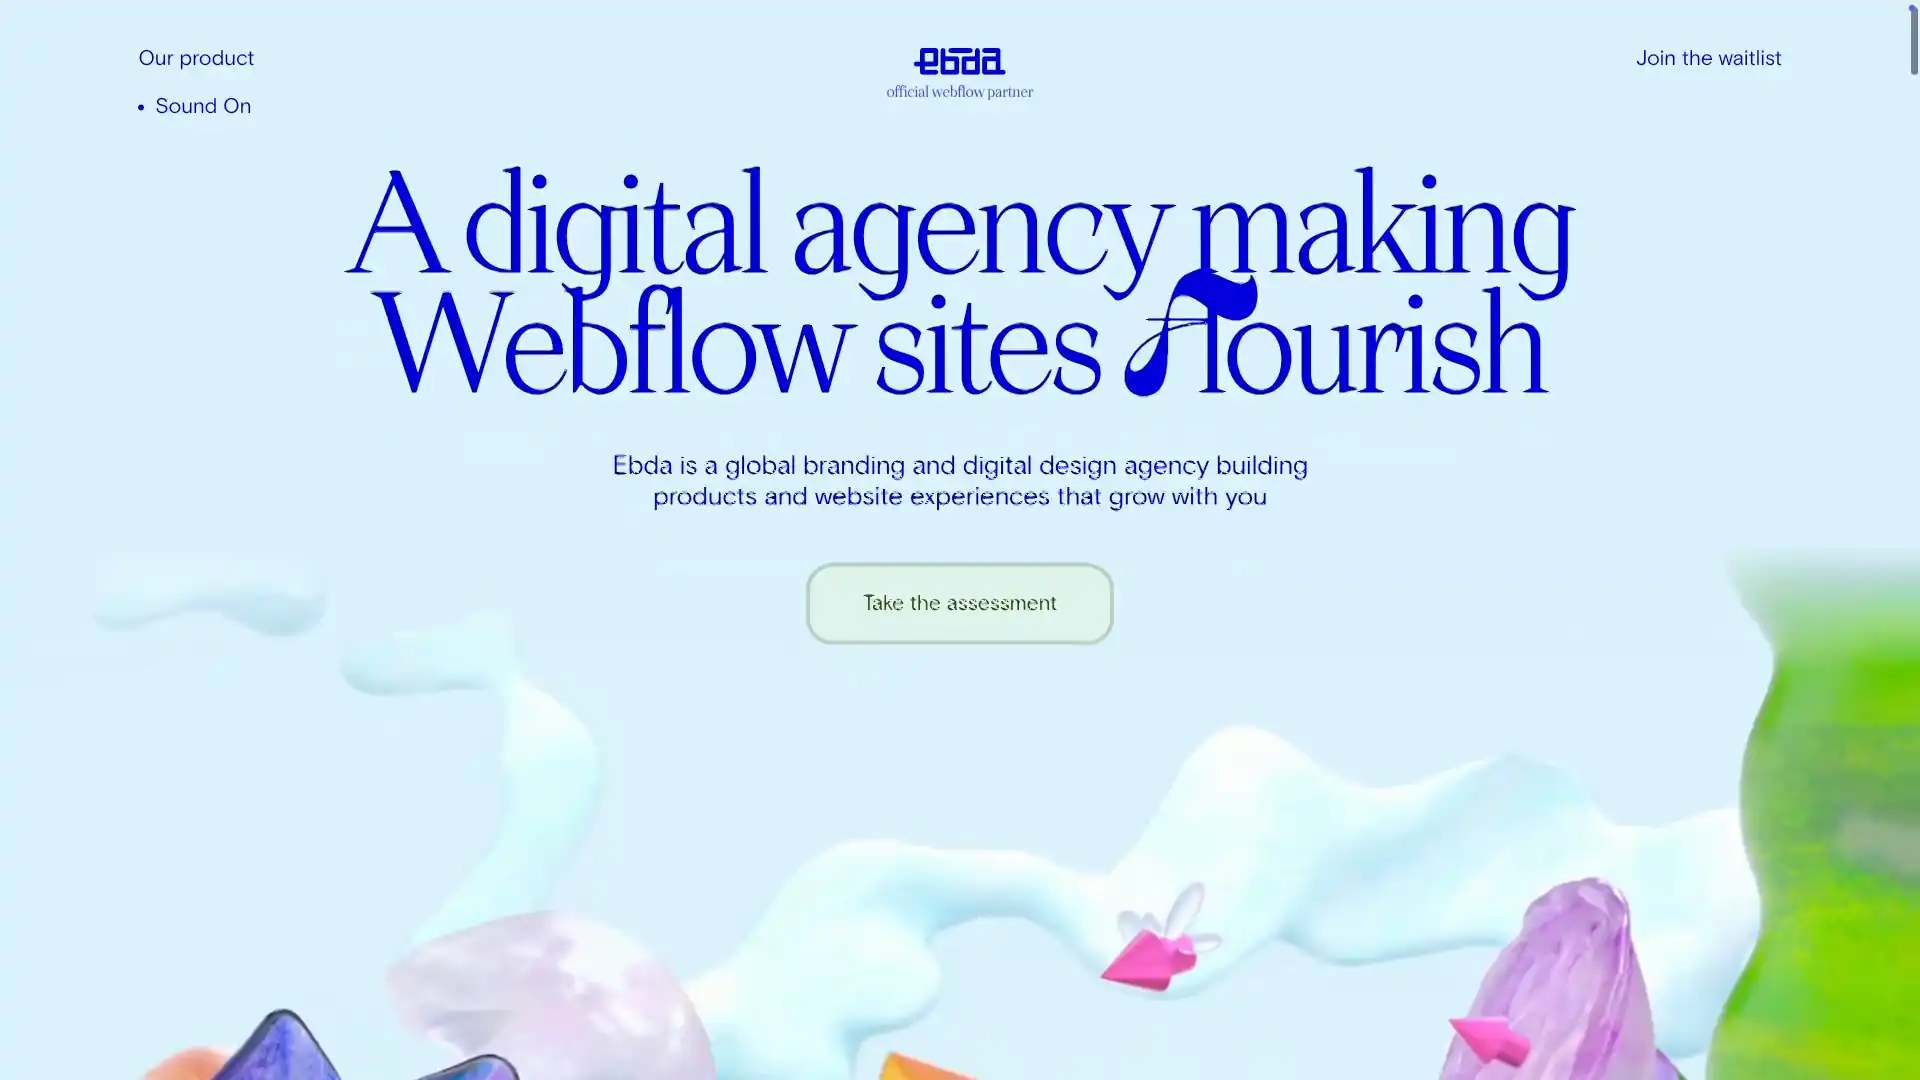 Our product
ebda
official webflow partner
Join the waitlist
• Sound On
A digital agency making
Webflow sites flourish
Ebda is a global branding and digital design agency building
products and website experiences that grow with you
Take the assessment